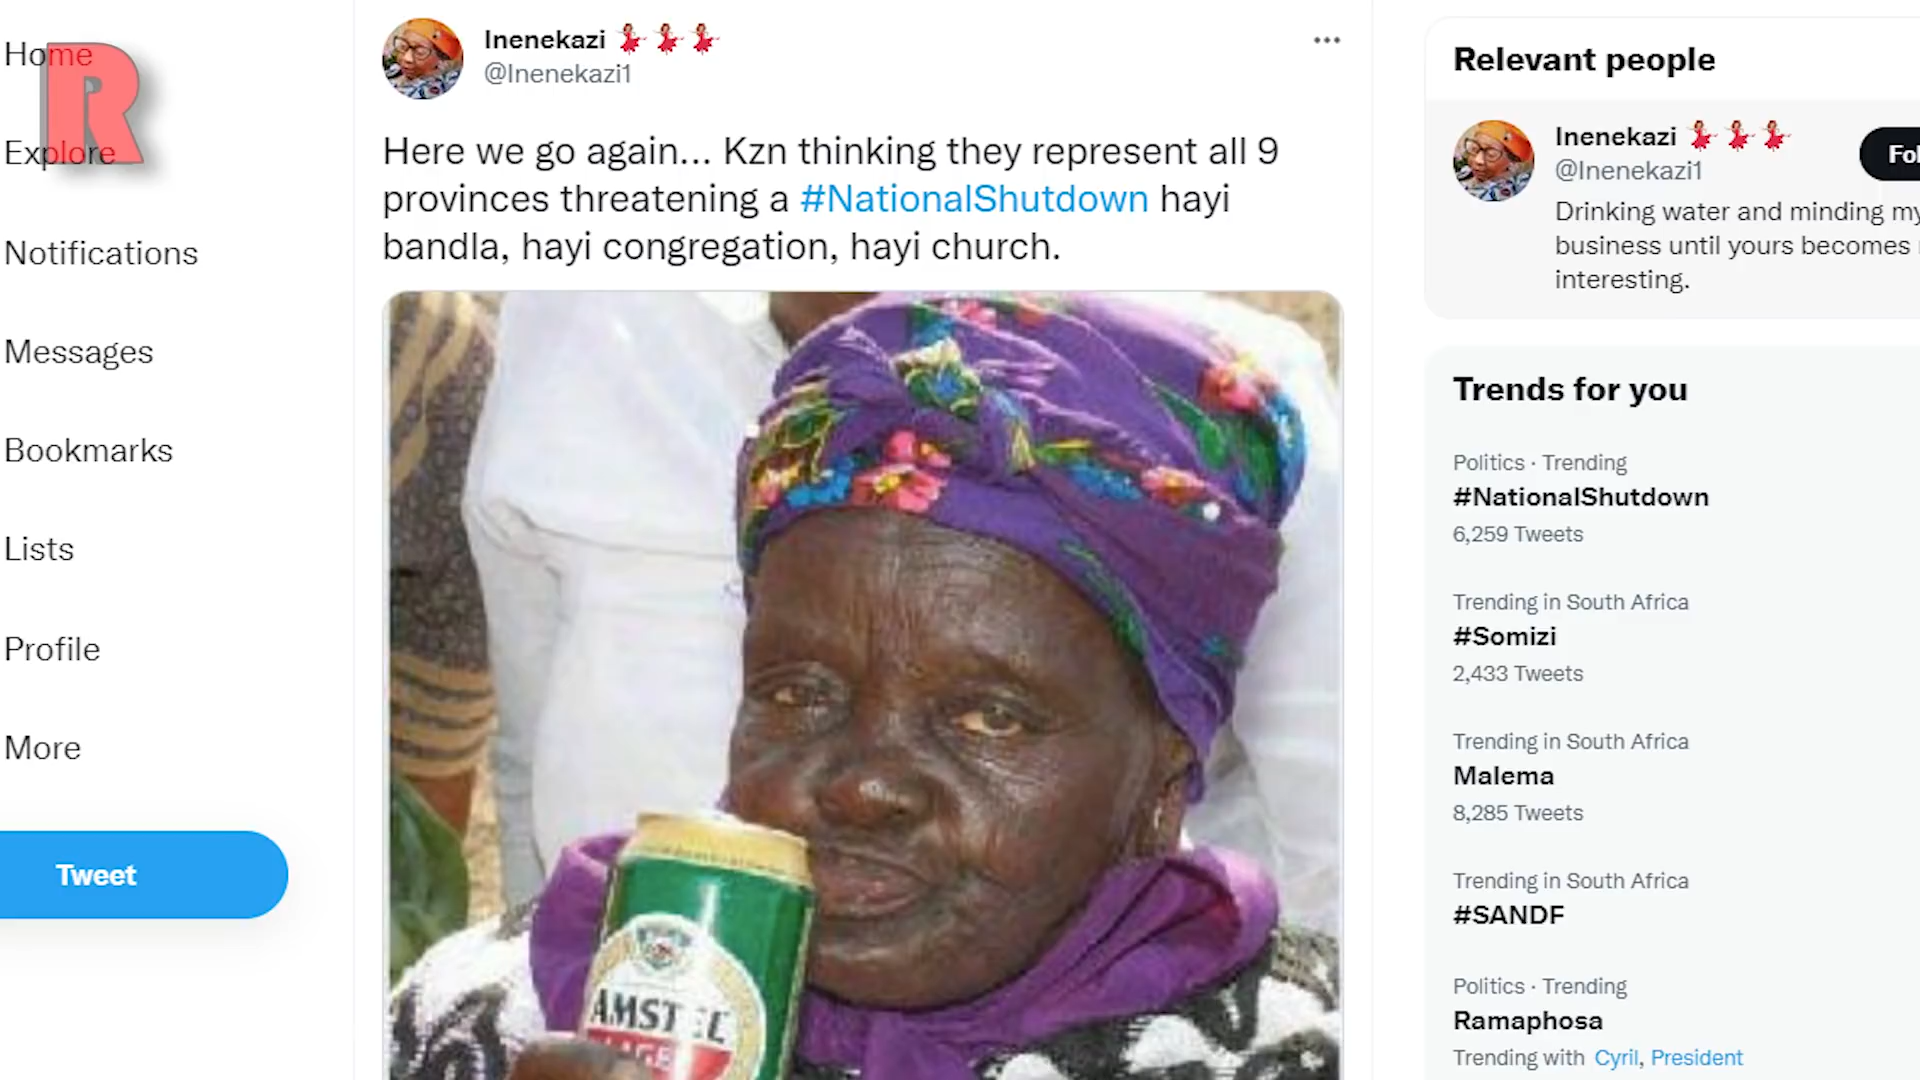 Home
R
Explore
Notifications
Messages
Bookmarks
Lists
Profile
More
Tweet
Inenekazi
@Inenekazi1
Here we go again... Kzn thinking they represent all 9
provinces threatening a #NationalShutdown hayi
bandla, hayi congregation, hayi church.
AMSTEL
LAGER
Relevant people
Inenekazi
@Inenekazi1
Drinking water and minding my
business until yours becomes
interesting.
Trends for you
Politics · Trending
#NationalShutdown
6,259 Tweets
Trending in South Africa
#Somizi
2,433 Tweets
Trending in South Africa
Malema
8,285 Tweets
Trending in South Africa
#SANDF
Politics · Trending
Ramaphosa
Trending with Cyril, President